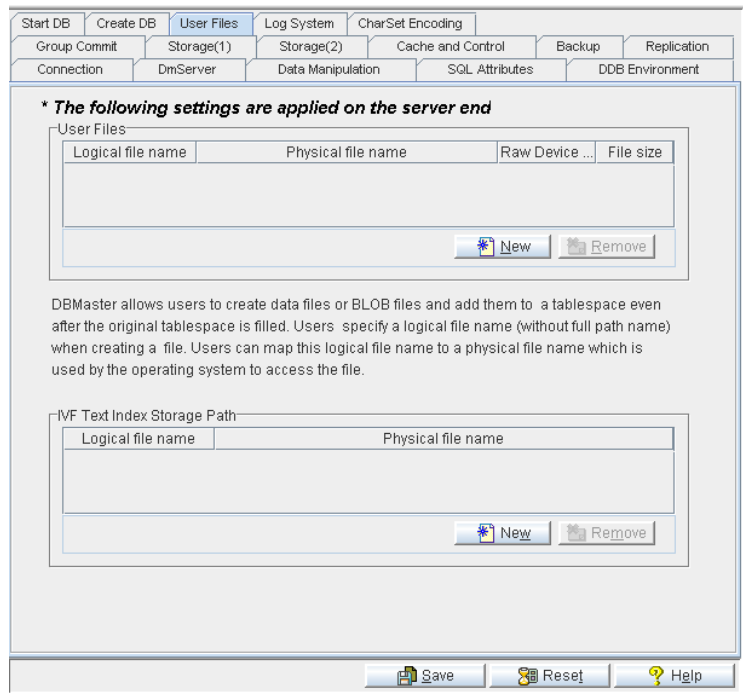 Start DB Create DB User Files Log System CharSet Encoding
Group Commit Storage(1) Storage(2) Cache and Control Backup Replication
Connection DmServer Data Manipulation SQL Attributes DDB Environment
* The following settings are applied on the server end
User Files
Logical file name Physical file name Raw Device ... File size
New Remove
DBMaster allows users to create data files or BLOB files and add them to a tablespace even
after the original tablespace is filled. Users specify a logical file name (without full path name)
when creating a file. Users can map this logical file name to a physical file name which is
used by the operating system to access the file.
IVF Text Index Storage Path
Logical file name Physical file name
New Remove
Save Reset Help